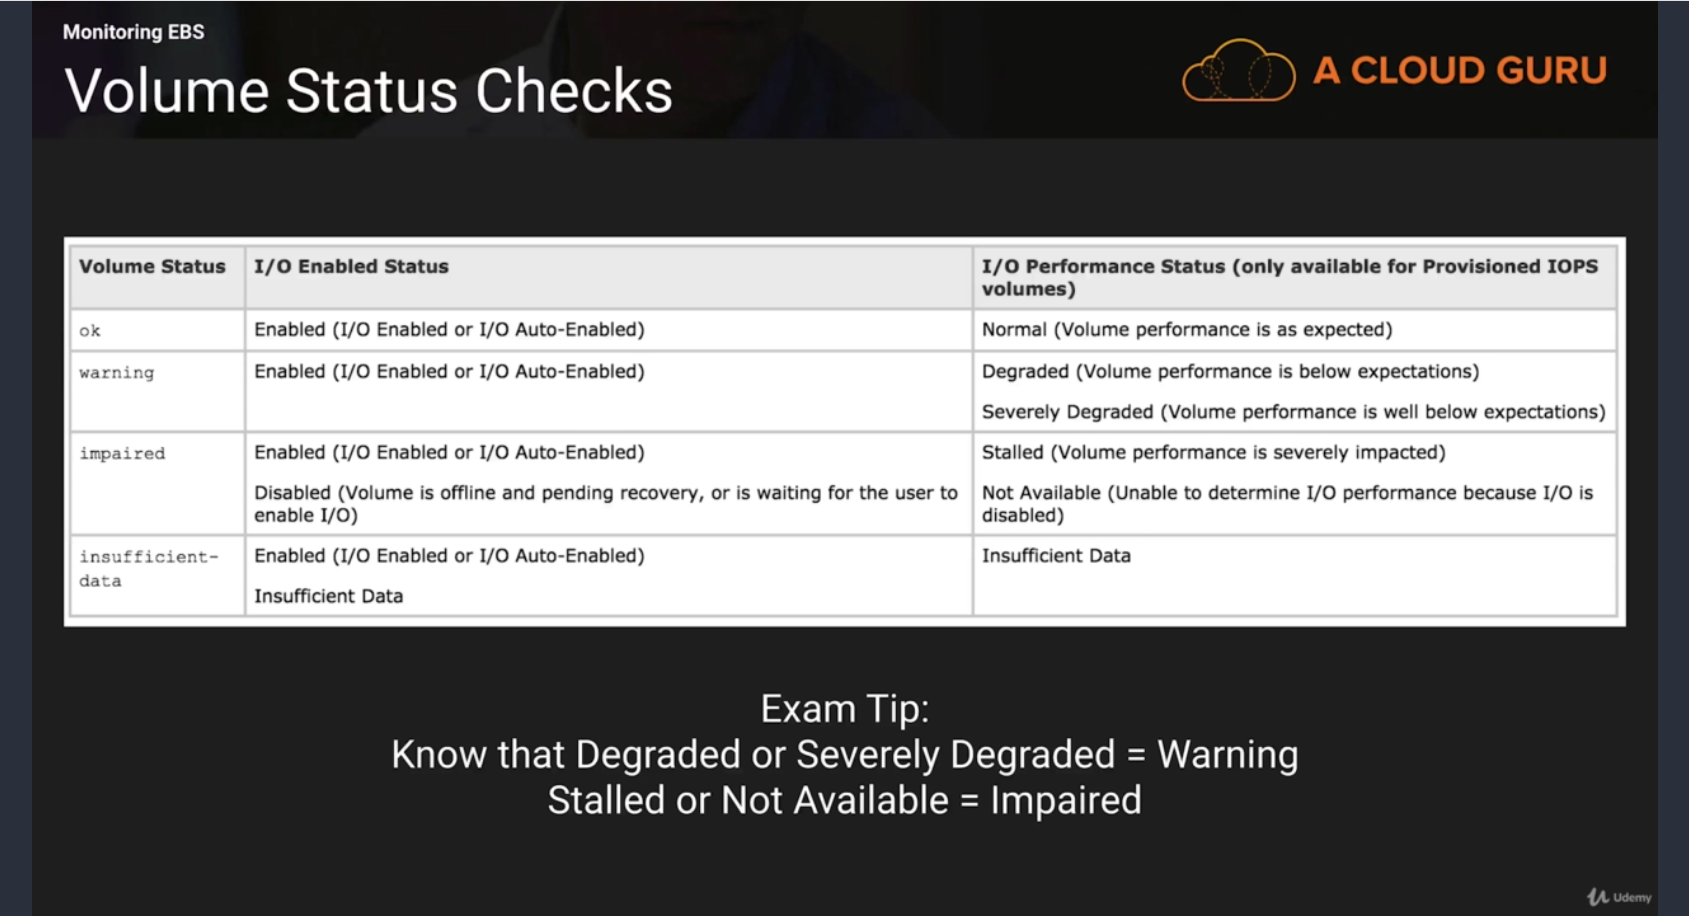 Monitoring EBS
Volume Status Checks
A CLOUD GURU
Volume Status
I/O Enabled Status
I/O Performance Status (only available for Provisioned IOPS
volumes)
ok
Enabled (I/O Enabled or I/O Auto-Enabled)
Normal (Volume performance is as expected)
warning
Enabled (I/O Enabled or I/O Auto-Enabled)
Degraded (Volume performance is below expectations)
Severely Degraded (Volume performance is well below expectations)
impaired
Enabled (I/O Enabled or I/O Auto-Enabled)
Disabled (Volume is offline and pending recovery, or is waiting for the user to
enable I/O)
Stalled (Volume performance is severely impacted)
Not Available (Unable to determine I/O performance because I/O is
disabled)
insufficient-
data
Enabled (I/O Enabled or I/O Auto-Enabled)
Insufficient Data
Insufficient Data
Exam Tip:
Know that Degraded or Severely Degraded = Warning
Stalled or Not Available = Impaired
Udemy